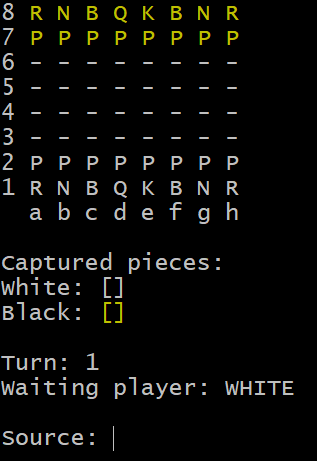 8 R N B Q K B N R
7 P P P P P P P P
6 - - - - - - - -
5 - - - - - - - -
4 - - - - - - - -
3 - - - - - - - -
2 P P P P P P P P
1 R N B Q K B N R
a b c d e f g h
Captured pieces:
White: []
Black: []
Turn: 1
Waiting player: WHITE
Source: